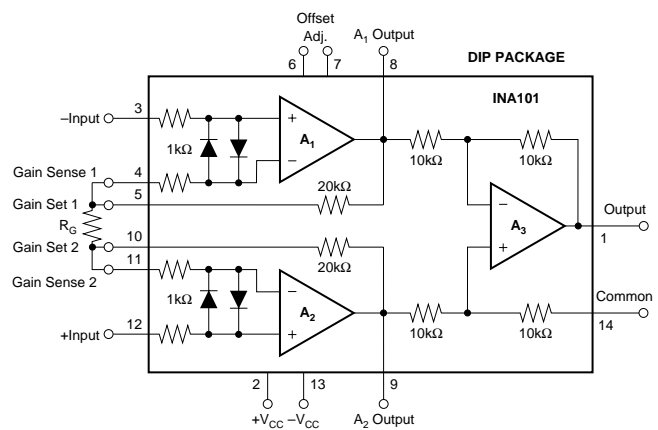 Offset
Adj.
A1 Output
6
7
8
DIP PACKAGE
INA101
–Input
3
1kΩ
+
A1
–
10kΩ
10kΩ
Gain Sense 1
4
Gain Set 1
5
20kΩ
RG
–
A3
+
Output
1
Gain Set 2
10
20kΩ
Gain Sense 2
11
1kΩ
–
A2
+
10kΩ
10kΩ
Common
14
+Input
12
2
13
9
+VCC
–VCC
A2 Output